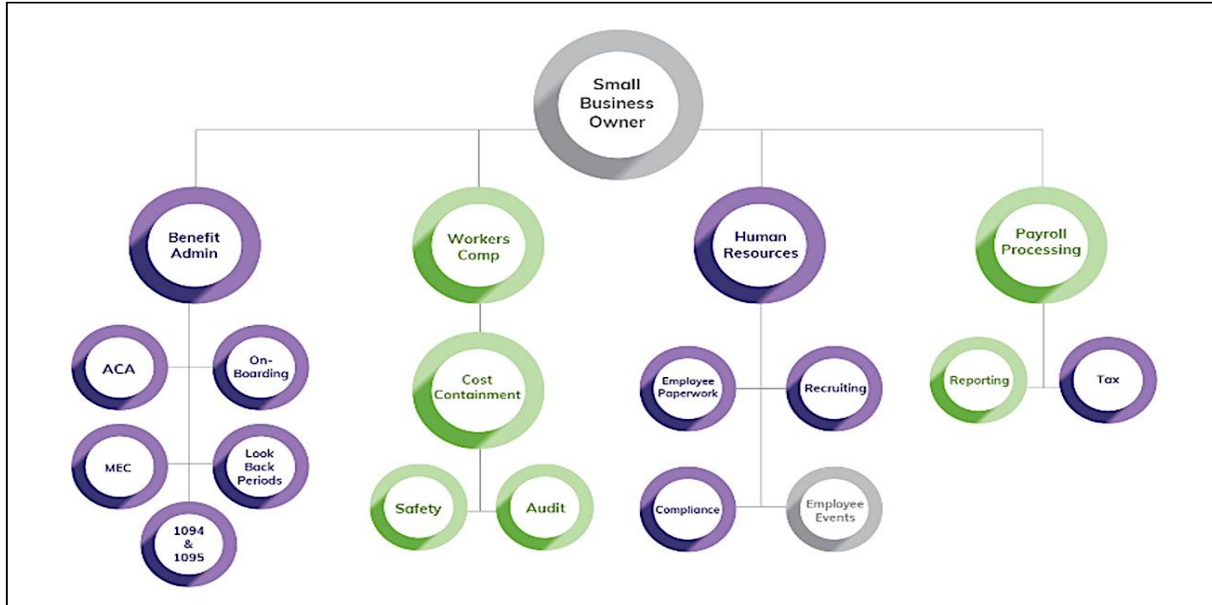 Small
Business
Owner
Benefit
Admin
Workers
Comp
Human
Resources
Payroll
Processing
ACA
On-
Boarding
MEC
Look
Back
Periods
1094
&
1095
Cost
Containment
Safety
Audit
Employee
Paperwork
Recruiting
Compliance
Employee
Events
Reporting
Tax